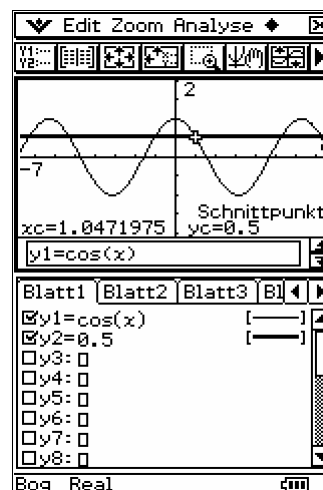 Edit Zoom Analyse
2
-7
Schnittpunkt
xc=1.0471975 yc=0.5
y1=cos(x)
Blatt1 Blatt2 Blatt3 Bl
y1=cos(x) [—]
y2=0.5 [—]
y3:
y4:
y5:
y6:
y7:
y8:
Bog Real